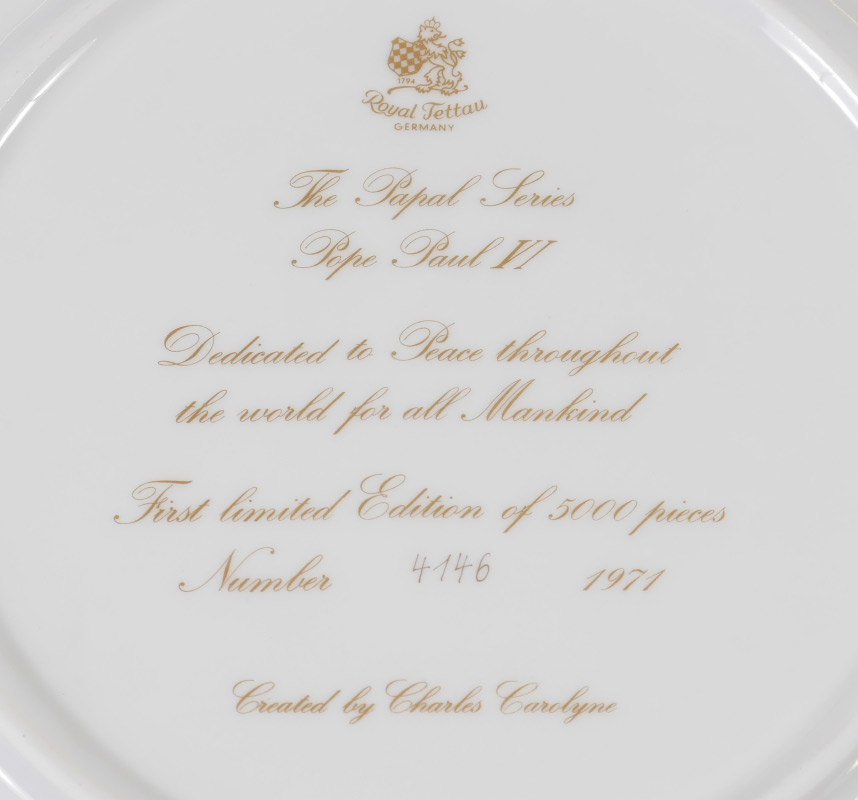 1794
Royal Tettau
GERMANY
The Papal Series
Pope Paul VI
Dedicated to Peace throughout
the world for all Mankind
First limited Edition of 5000 pieces
Number 4146 1971
Created by Charles Carolyne